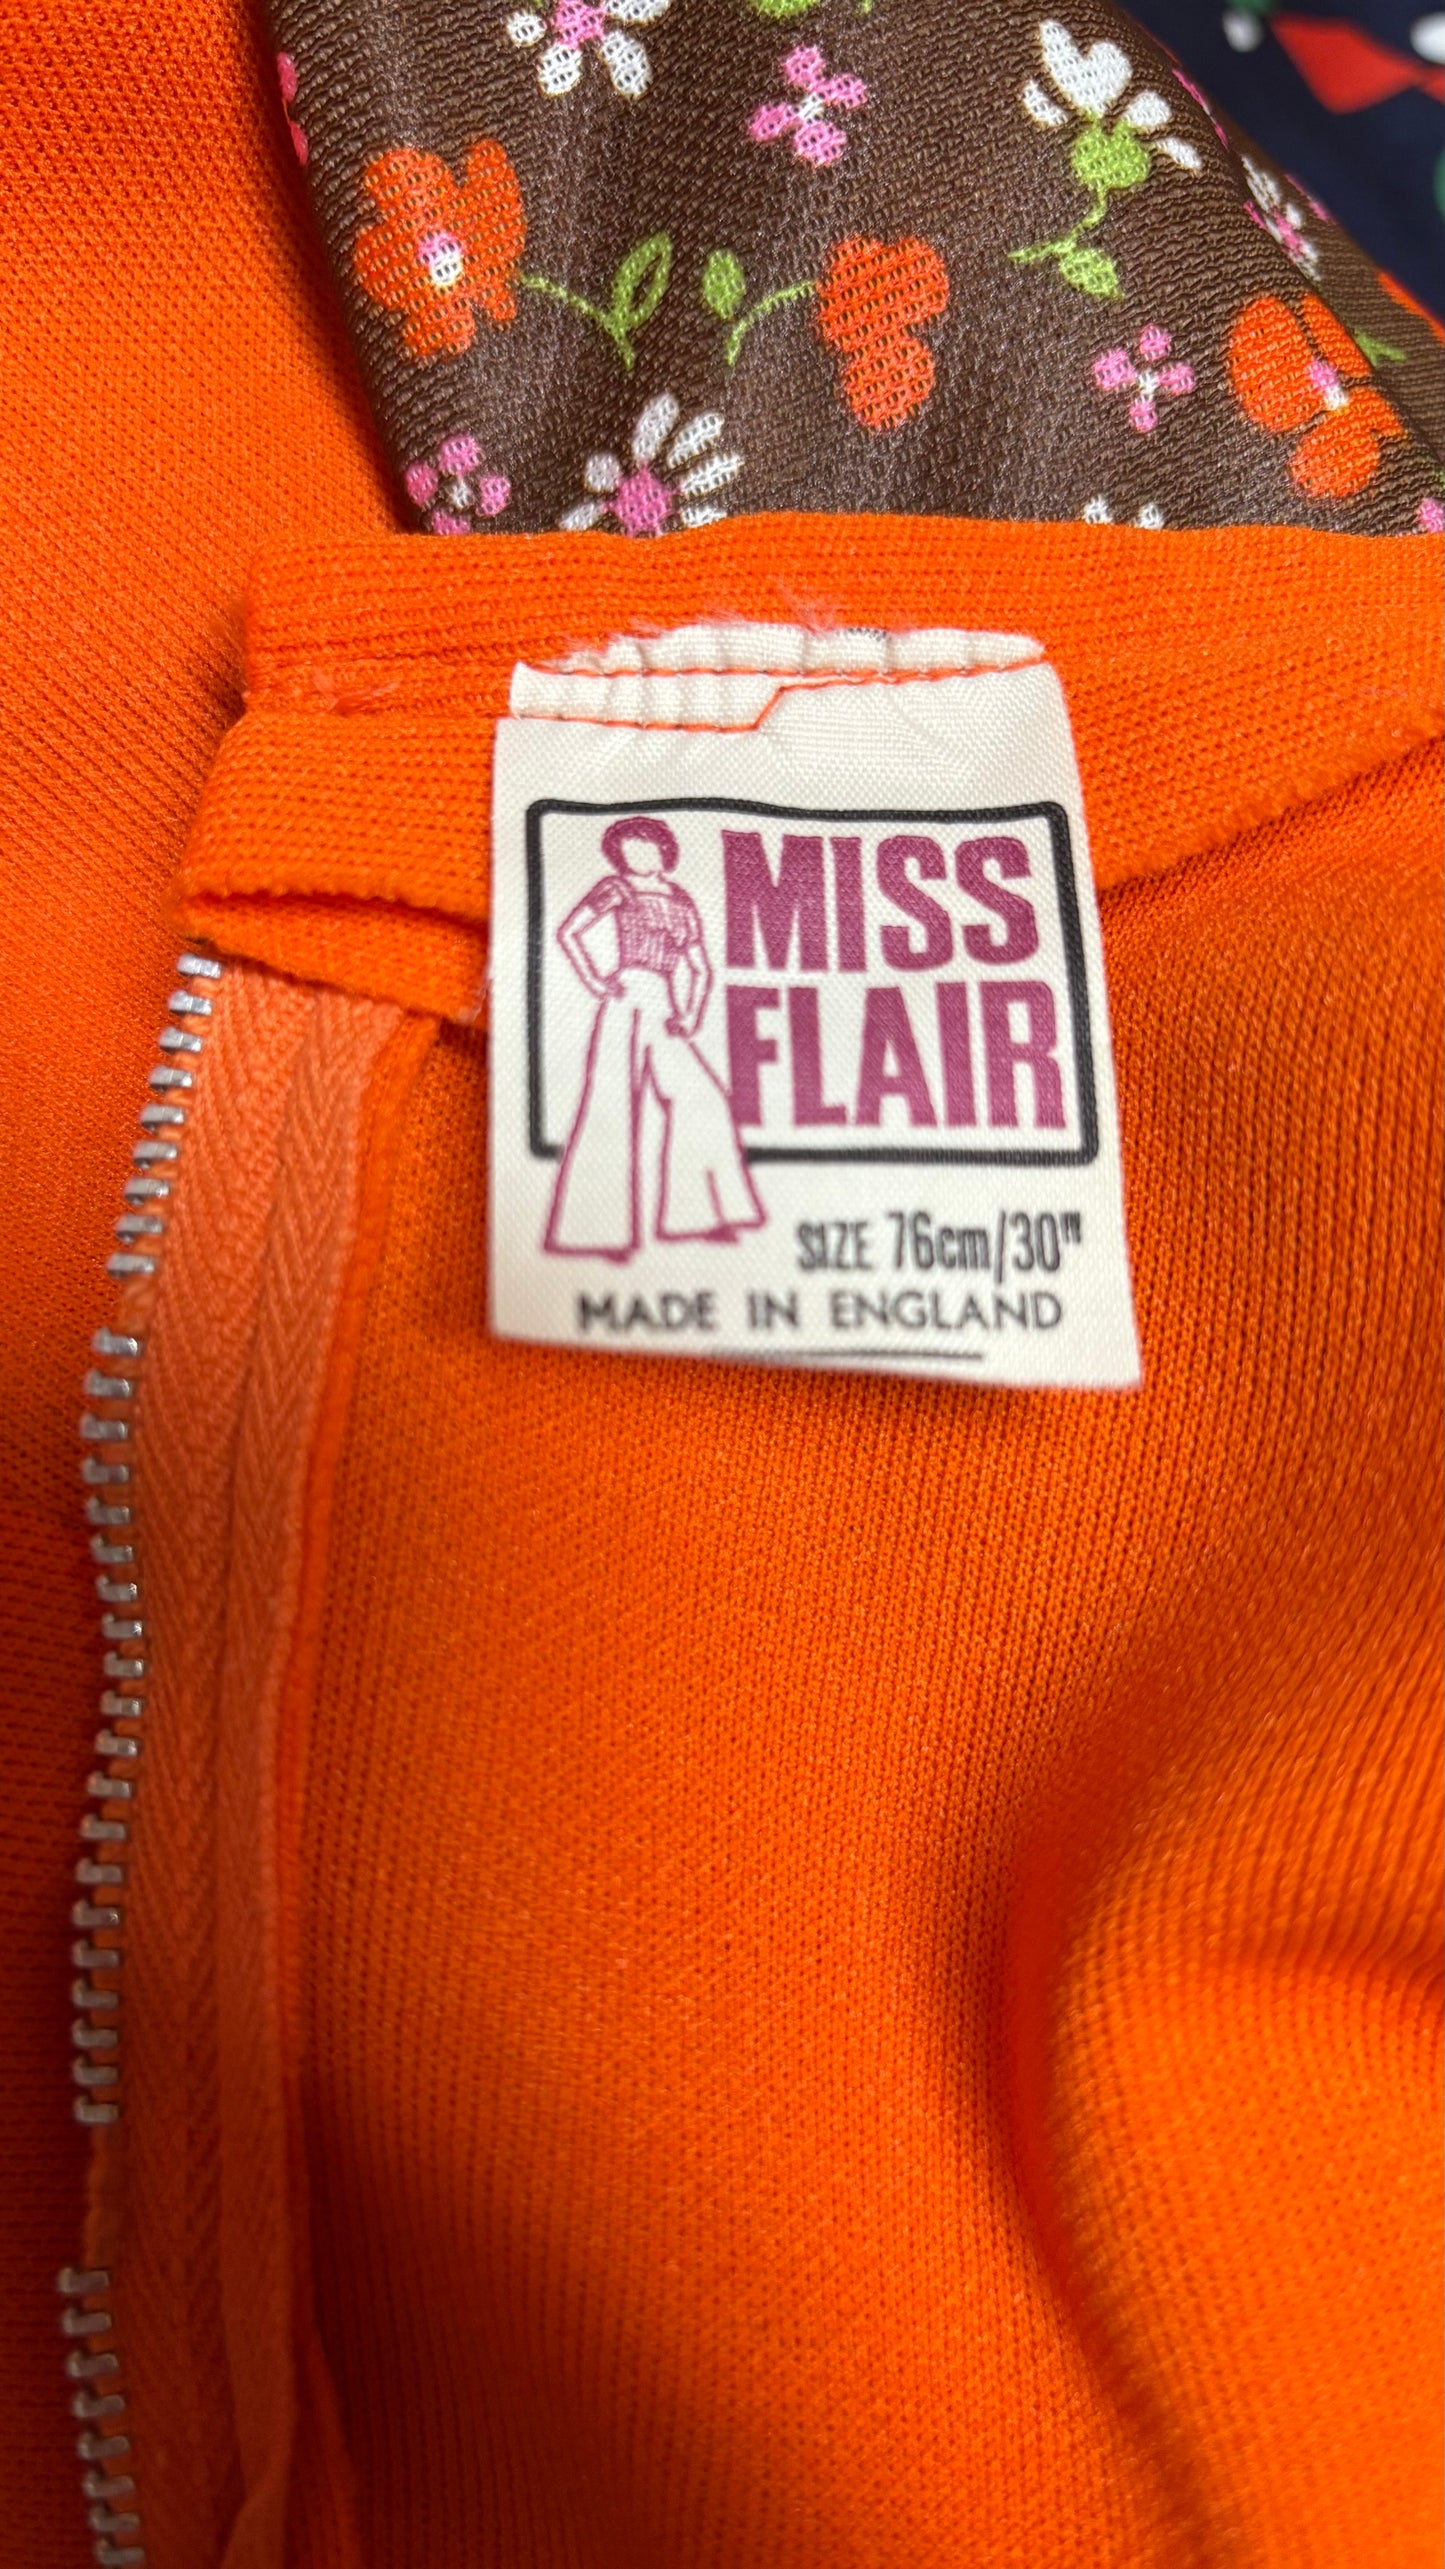 MISS
FLAIR
SIZE 76cm/30"
MADE IN ENGLAND